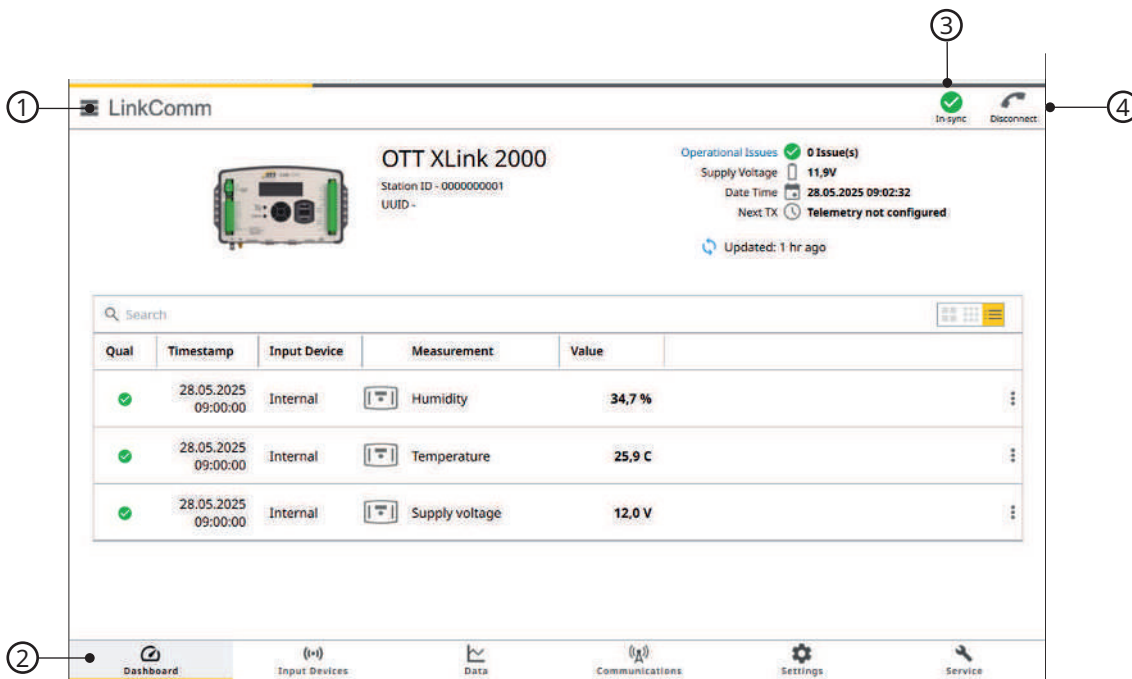 3
1
LinkComm
In-sync
Disconnect
4
OTT XLink 2000
Station ID - 0000000001
UUID -
Operational Issues 0 Issue(s)
Supply Voltage 11,9V
Date Time 28.05.2025 09:02:32
Next TX Telemetry not configured
Updated: 1 hr ago
Search
Qual Timestamp Input Device Measurement Value
28.05.2025
09:00:00 Internal Humidity 34,7 %
28.05.2025
09:00:00 Internal Temperature 25,9 C
28.05.2025
09:00:00 Internal Supply voltage 12,0 V
2
Dashboard Input Devices Data Communications Settings Service